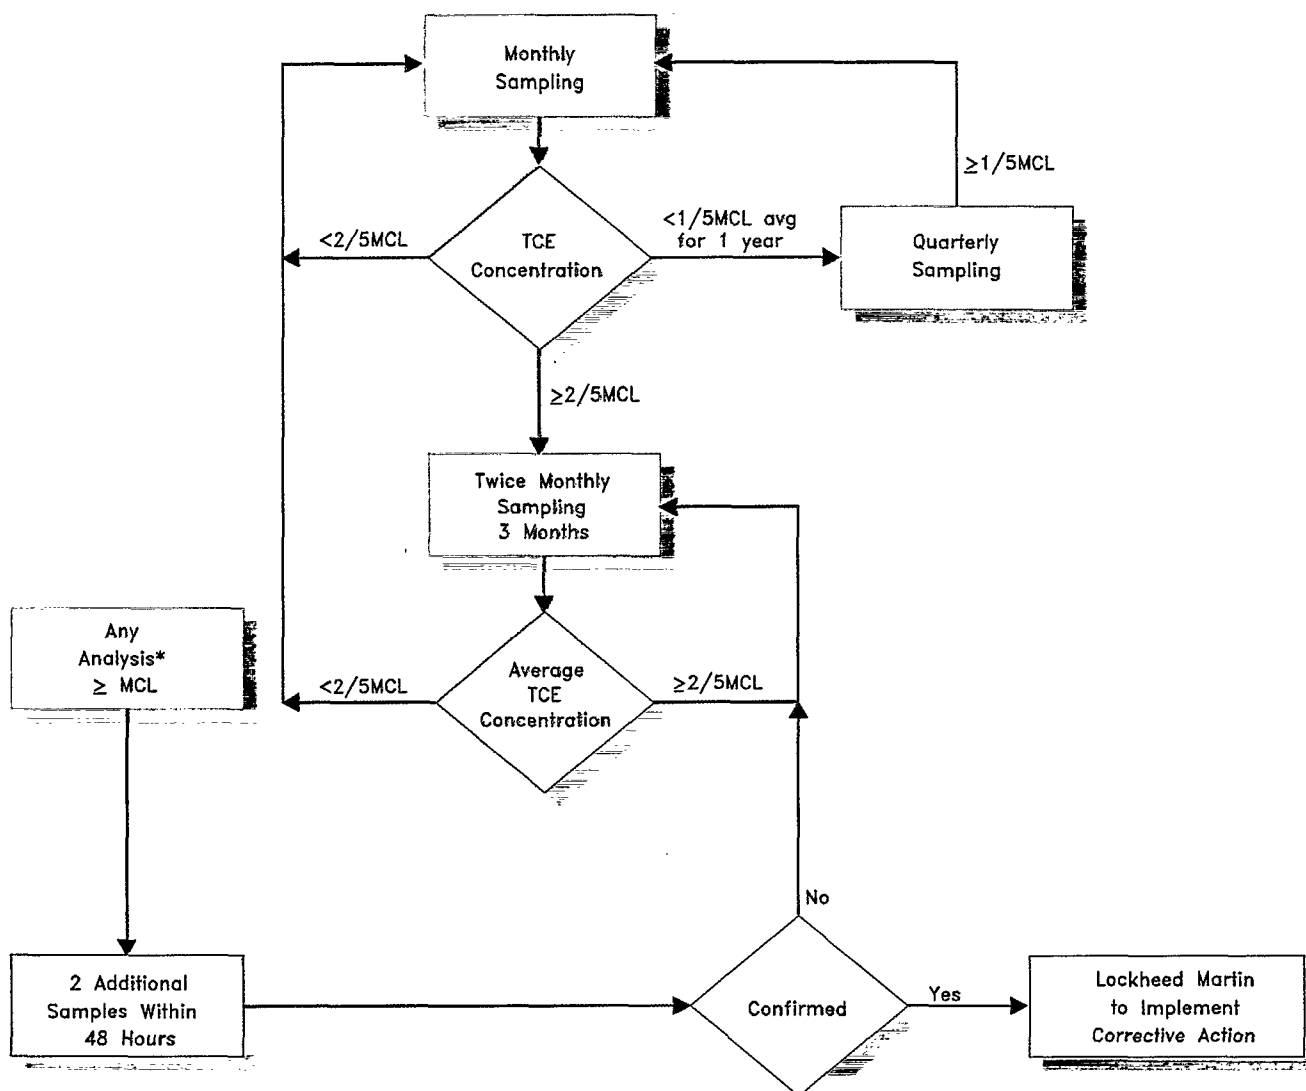 Monthly
Sampling
≥1/5MCL
<2/5MCL
TCE
Concentration
<1/5MCL avg
for 1 year
Quarterly
Sampling
≥2/5MCL
Twice Monthly
Sampling
3 Months
Any
Analysis*
≥ MCL
<2/5MCL
Average
TCE
Concentration
≥2/5MCL
No
2 Additional
Samples Within
48 Hours
Confirmed
Yes
Lockheed Martin
to Implement
Corrective Action